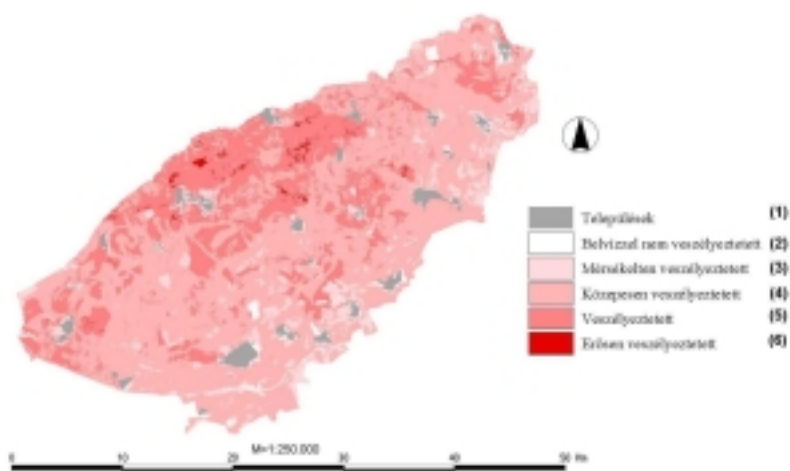 Települések (1)
Belvízzel nem veszélyeztetett (2)
Mérsékelten veszélyeztetett (3)
Közepesen veszélyeztetett (4)
Veszélyeztetett (5)
Erősen veszélyeztetett (6)
M=1:250.000
0 10 20 30 40 50 Km